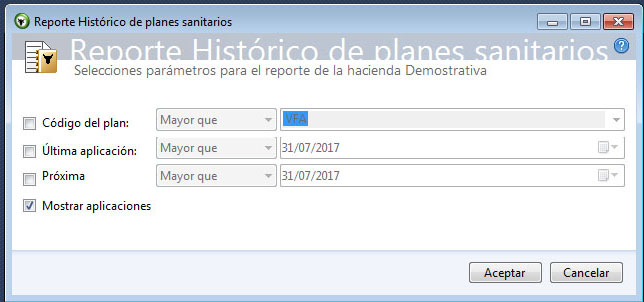 Reporte Histórico de planes sanitarios
Reporte Histórico de planes sanitarios
Selecciones parámetros para el reporte de la hacienda Demostrativa
Código del plan: Mayor que VFA
Última aplicación: Mayor que 31/07/2017
Próxima Mayor que 31/07/2017
Mostrar aplicaciones
Aceptar Cancelar